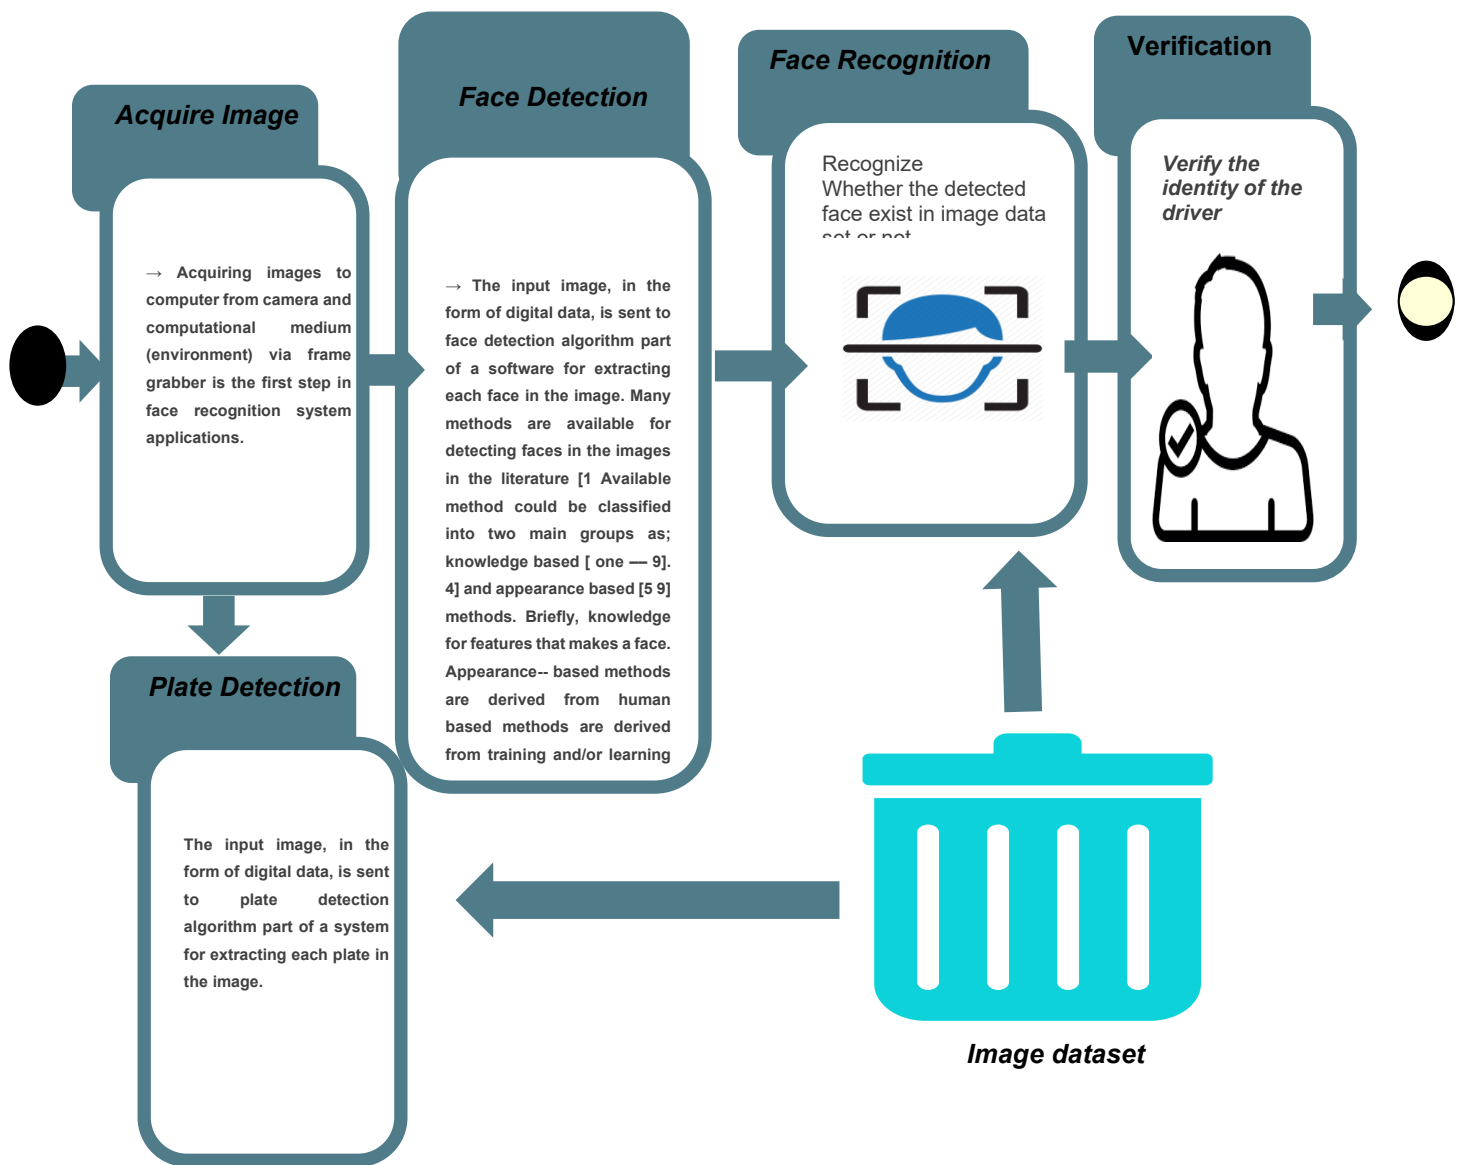 Acquire Image
→ Acquiring images to
computer from camera and
computational medium
(environment) via frame
grabber is the first step in
face recognition system
applications.
Face Detection
→ The input image, in the
form of digital data, is sent to
face detection algorithm part
of a software for extracting
each face in the image. Many
methods are available for
detecting faces in the images
in the literature [1 Available
method could be classified
into two main groups as;
knowledge based [ one –– 9].
4] and appearance based [5 9]
methods. Briefly, knowledge
for features that makes a face.
Appearance-- based methods
are derived from human
based methods are derived
from training and/or learning
Face Recognition
Recognize
Whether the detected
face exist in image data
set or not
Verification
Verify the
identity of the
driver
Plate Detection
The input image, in the
form of digital data, is sent
to plate detection
algorithm part of a system
for extracting each plate in
the image.
Image dataset